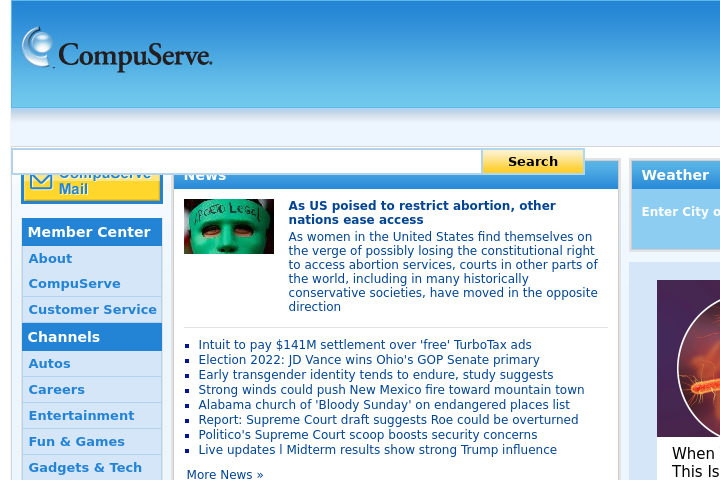 CompuServe.
Search
CompuServe
Mail
News
Weather
Enter City o
Member Center
About
CompuServe
Customer Service
Channels
Autos
Careers
Entertainment
Fun & Games
Gadgets & Tech
ABORTO LEGAL
As US poised to restrict abortion, other
nations ease access
As women in the United States find themselves on
the verge of possibly losing the constitutional right
to access abortion services, courts in other parts of
the world, including in many historically
conservative societies, have moved in the opposite
direction
Intuit to pay $141M settlement over 'free' TurboTax ads
Election 2022: JD Vance wins Ohio's GOP Senate primary
Early transgender identity tends to endure, study suggests
Strong winds could push New Mexico fire toward mountain town
Alabama church of 'Bloody Sunday' on endangered places list
Report: Supreme Court draft suggests Roe could be overturned
Politico's Supreme Court scoop boosts security concerns
Live updates l Midterm results show strong Trump influence
More News »
When
This Is